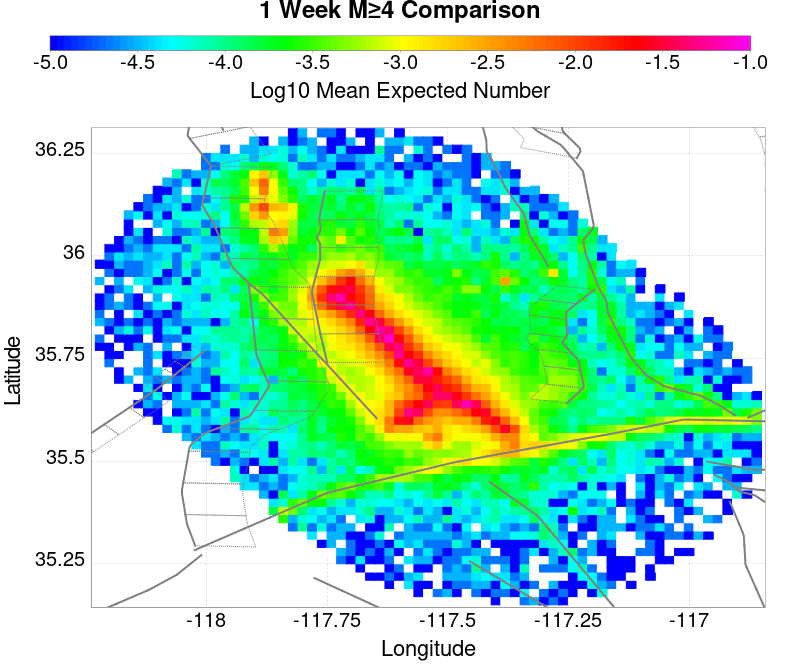 1 Week M≥4 Comparison
-5.0 -4.5 -4.0 -3.5 -3.0 -2.5 -2.0 -1.5 -1.0
Log10 Mean Expected Number
36.25
36
35.75
35.5
35.25
Latitude
-118 -117.75 -117.5 -117.25 -117
Longitude